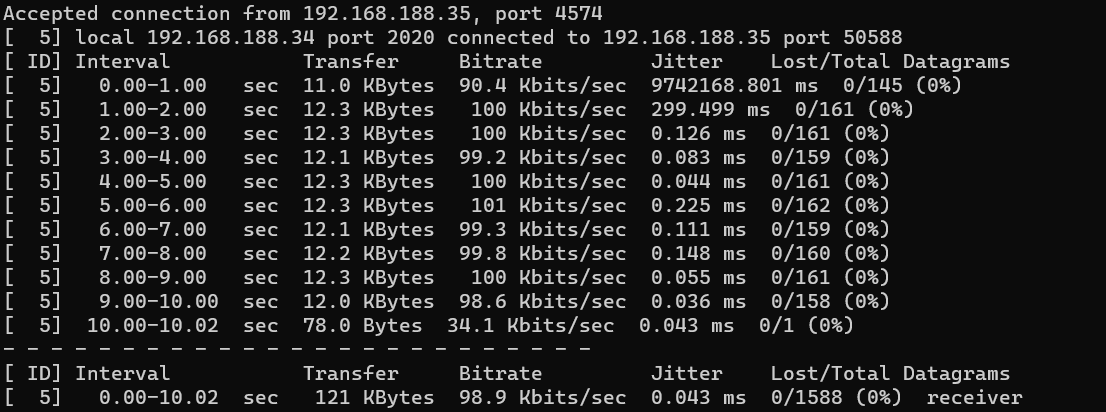 Accepted connection from 192.168.188.35, port 4574
[  5] local 192.168.188.34 port 2020 connected to 192.168.188.35 port 50588
[ ID] Interval           Transfer     Bitrate         Jitter    Lost/Total Datagrams
[  5]   0.00-1.00   sec  11.0 KBytes  90.4 Kbits/sec  9742168.801 ms  0/145 (0%)
[  5]   1.00-2.00   sec  12.3 KBytes   100 Kbits/sec  299.499 ms  0/161 (0%)
[  5]   2.00-3.00   sec  12.3 KBytes   100 Kbits/sec  0.126 ms  0/161 (0%)
[  5]   3.00-4.00   sec  12.1 KBytes  99.2 Kbits/sec  0.083 ms  0/159 (0%)
[  5]   4.00-5.00   sec  12.3 KBytes   100 Kbits/sec  0.044 ms  0/161 (0%)
[  5]   5.00-6.00   sec  12.3 KBytes   101 Kbits/sec  0.225 ms  0/162 (0%)
[  5]   6.00-7.00   sec  12.1 KBytes  99.3 Kbits/sec  0.111 ms  0/159 (0%)
[  5]   7.00-8.00   sec  12.2 KBytes  99.8 Kbits/sec  0.148 ms  0/160 (0%)
[  5]   8.00-9.00   sec  12.3 KBytes   100 Kbits/sec  0.055 ms  0/161 (0%)
[  5]   9.00-10.00  sec  12.0 KBytes  98.6 Kbits/sec  0.036 ms  0/158 (0%)
[  5]  10.00-10.02  sec  78.0 Bytes  34.1 Kbits/sec  0.043 ms  0/1 (0%)
- - - - - - - - - - - - - - - - - - - - - - - - -
[ ID] Interval           Transfer     Bitrate         Jitter    Lost/Total Datagrams
[  5]   0.00-10.02  sec   121 KBytes  98.9 Kbits/sec  0.043 ms  0/1588 (0%)  receiver